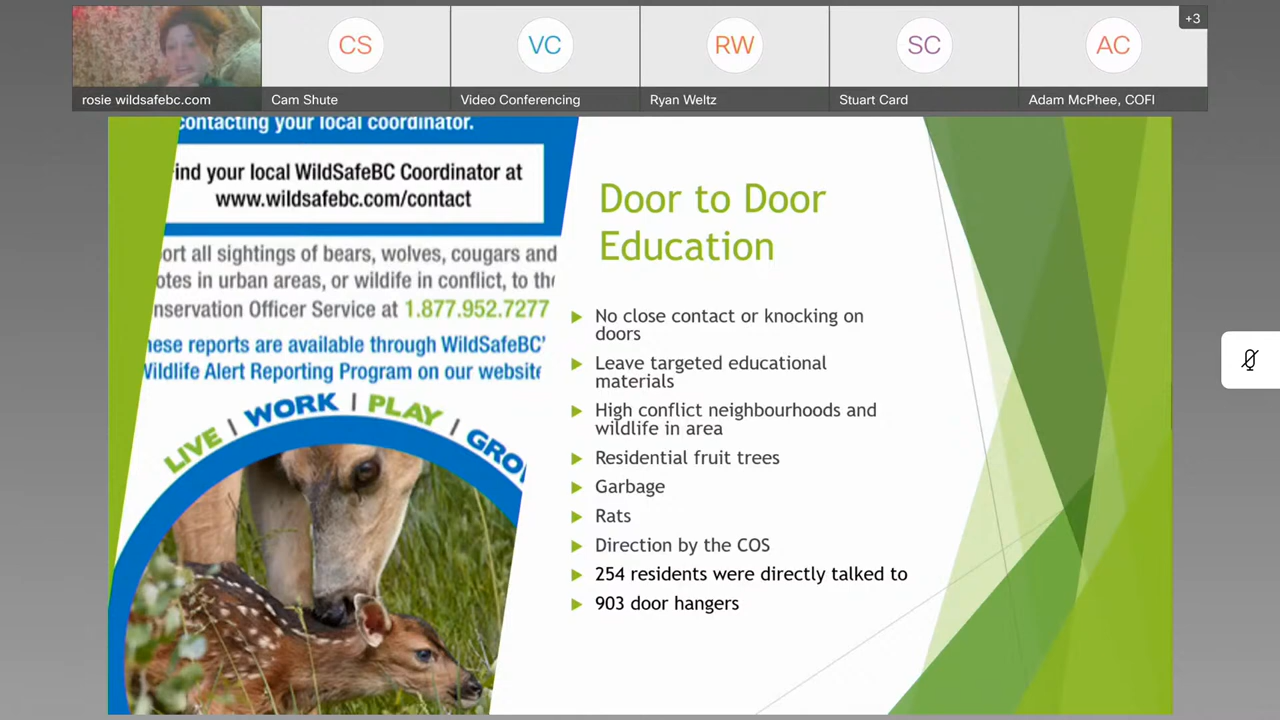 +3
CS
VC
RW
SC
AC
rosie wildsafebc.com
Cam Shute
Video Conferencing
Ryan Weltz
Stuart Card
Adam McPhee, COFI
contacting your local coordinator.
ind your local WildSafeBC Coordinator at
www.wildsafebc.com/contact
ort all sightings of bears, wolves, cougars and
otes in urban areas, or wildlife in conflict, to the
nservation Officer Service at 1.877.952.7277
hese reports are available through WildSafeBC'
Wildlife Alert Reporting Program on our website
LIVE | WORK | PLAY | GRO
Door to Door
Education
No close contact or knocking on
doors
Leave targeted educational
materials
High conflict neighbourhoods and
wildlife in area
Residential fruit trees
Garbage
Rats
Direction by the COS
254 residents were directly talked to
903 door hangers